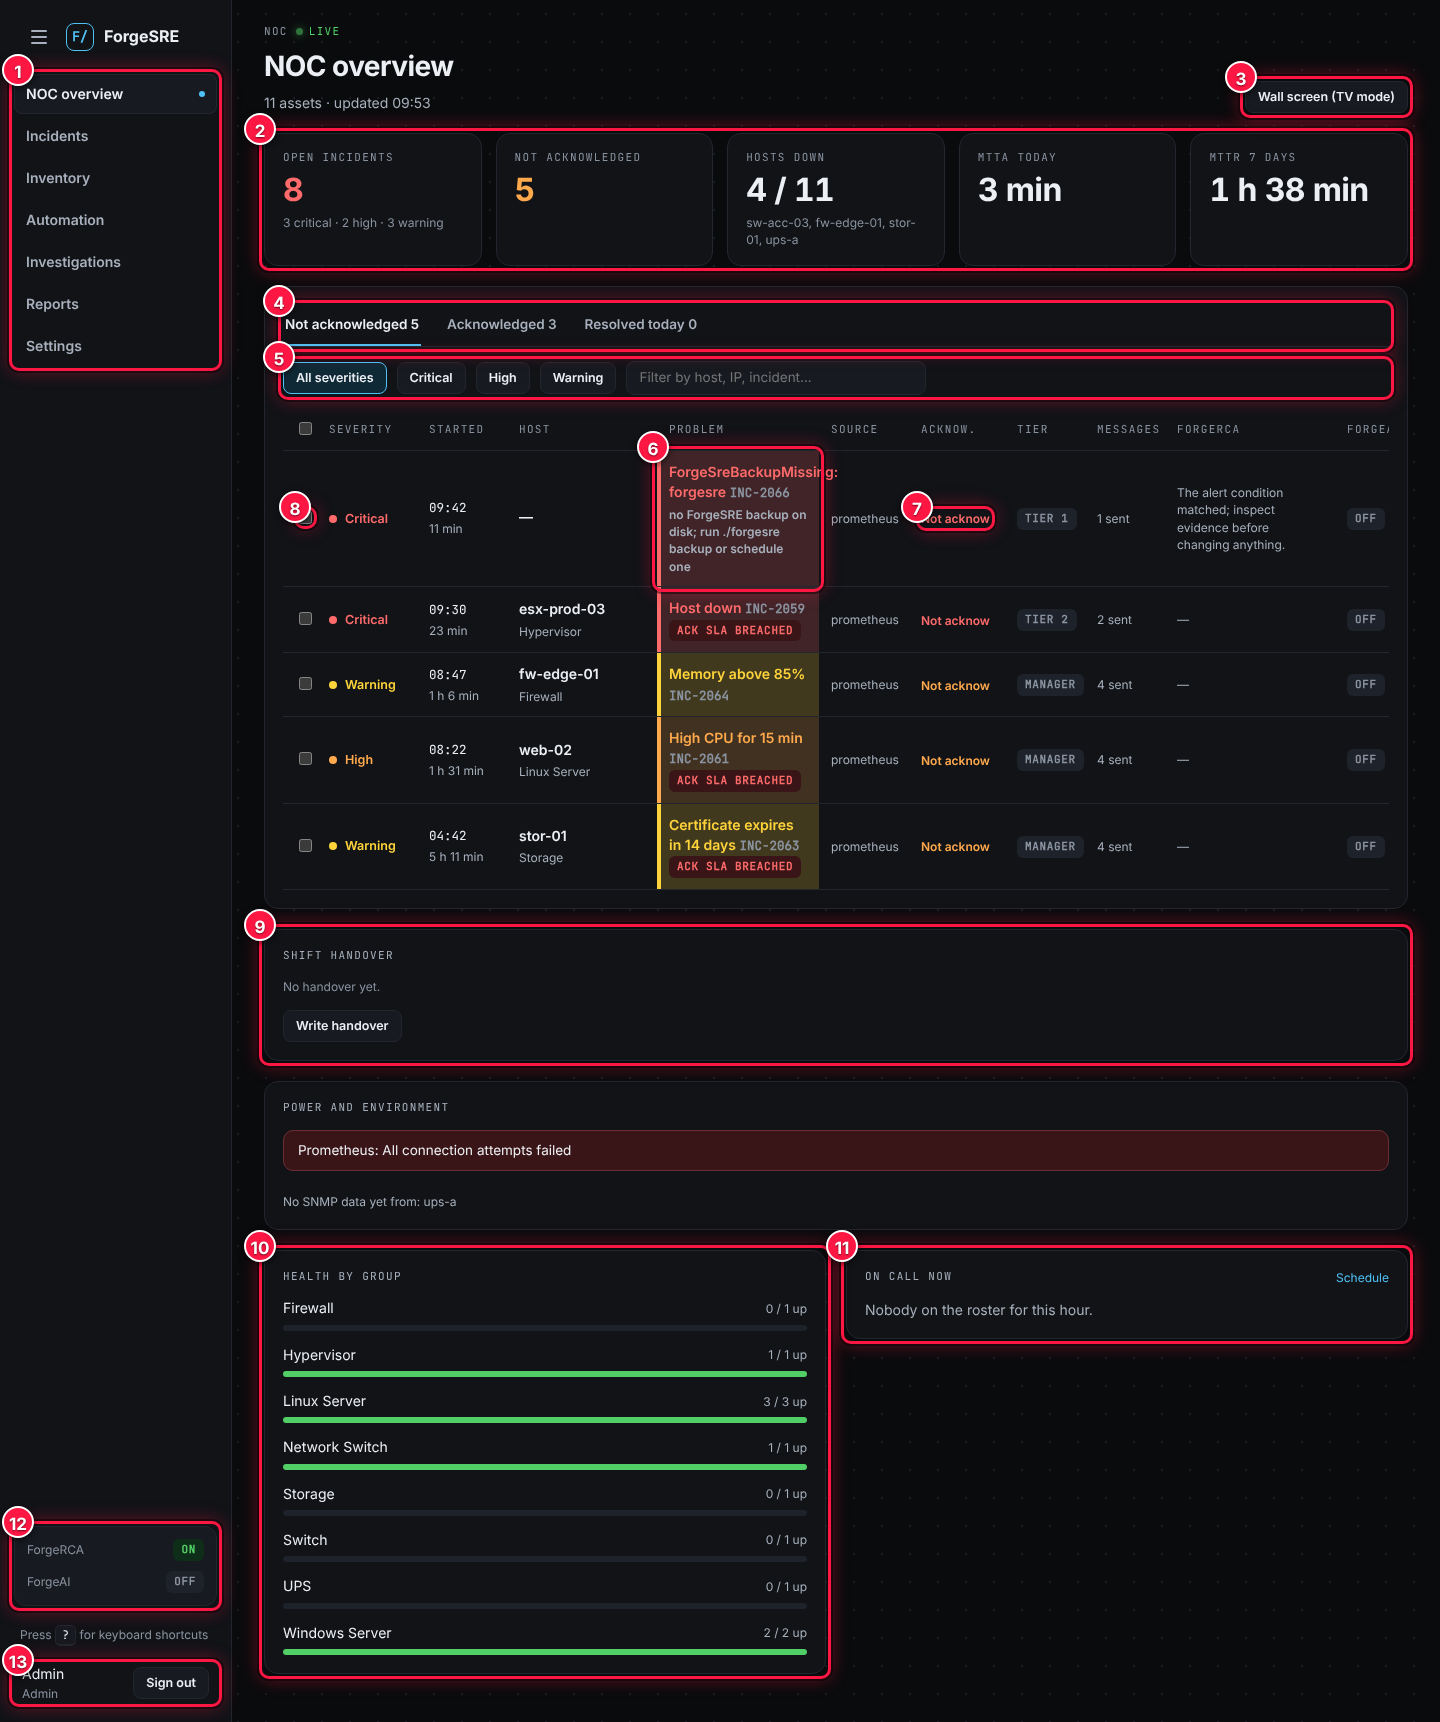 F/ ForgeSRE
1
NOC overview
Incidents
Inventory
Automation
Investigations
Reports
Settings
12
ForgeRCA ON
ForgeAI OFF
Press ? for keyboard shortcuts
13
Admin
Admin
Sign out
NOC LIVE
NOC overview
11 assets · updated 09:53
3
Wall screen (TV mode)
2
OPEN INCIDENTS
8
3 critical · 2 high · 3 warning
NOT ACKNOWLEDGED
5
HOSTS DOWN
4 / 11
sw-acc-03, fw-edge-01, stor-
01, ups-a
MTTA TODAY
3 min
MTTR 7 DAYS
1 h 38 min
4
Not acknowledged 5 Acknowledged 3 Resolved today 0
5
All severities Critical High Warning Filter by host, IP, incident...
SEVERITY STARTED HOST PROBLEM SOURCE ACKNOW. TIER MESSAGES FORGERCA FORGEA
6
8
Critical
09:42
11 min
—
ForgeSreBackupMissing:
forgesre INC-2066
no ForgeSRE backup on
disk; run ./forgesre
backup or schedule
one
prometheus
7
Not acknow
TIER 1
1 sent
The alert condition
matched; inspect
evidence before
changing anything.
OFF
Critical
09:30
23 min
esx-prod-03
Hypervisor
Host down INC-2059
ACK SLA BREACHED
prometheus
Not acknow
TIER 2
2 sent
—
OFF
Warning
08:47
1 h 6 min
fw-edge-01
Firewall
Memory above 85%
INC-2064
prometheus
Not acknow
MANAGER
4 sent
—
OFF
High
08:22
1 h 31 min
web-02
Linux Server
High CPU for 15 min
INC-2061
ACK SLA BREACHED
prometheus
Not acknow
MANAGER
4 sent
—
OFF
Warning
04:42
5 h 11 min
stor-01
Storage
Certificate expires
in 14 days INC-2063
ACK SLA BREACHED
prometheus
Not acknow
MANAGER
4 sent
—
OFF
9
SHIFT HANDOVER
No handover yet.
Write handover
POWER AND ENVIRONMENT
Prometheus: All connection attempts failed
No SNMP data yet from: ups-a
10
HEALTH BY GROUP
Firewall 0 / 1 up
Hypervisor 1 / 1 up
Linux Server 3 / 3 up
Network Switch 1 / 1 up
Storage 0 / 1 up
Switch 0 / 1 up
UPS 0 / 1 up
Windows Server 2 / 2 up
11
ON CALL NOW Schedule
Nobody on the roster for this hour.